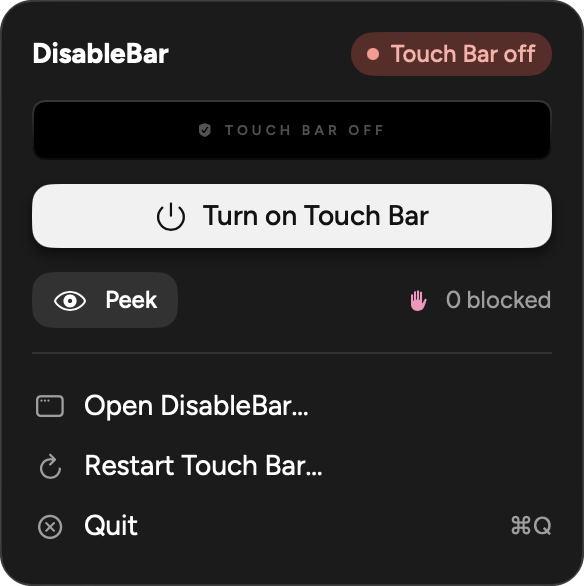 DisableBar
Touch Bar off
TOUCH BAR OFF
Turn on Touch Bar
Peek
0 blocked
Open DisableBar...
Restart Touch Bar...
Quit
⌘Q